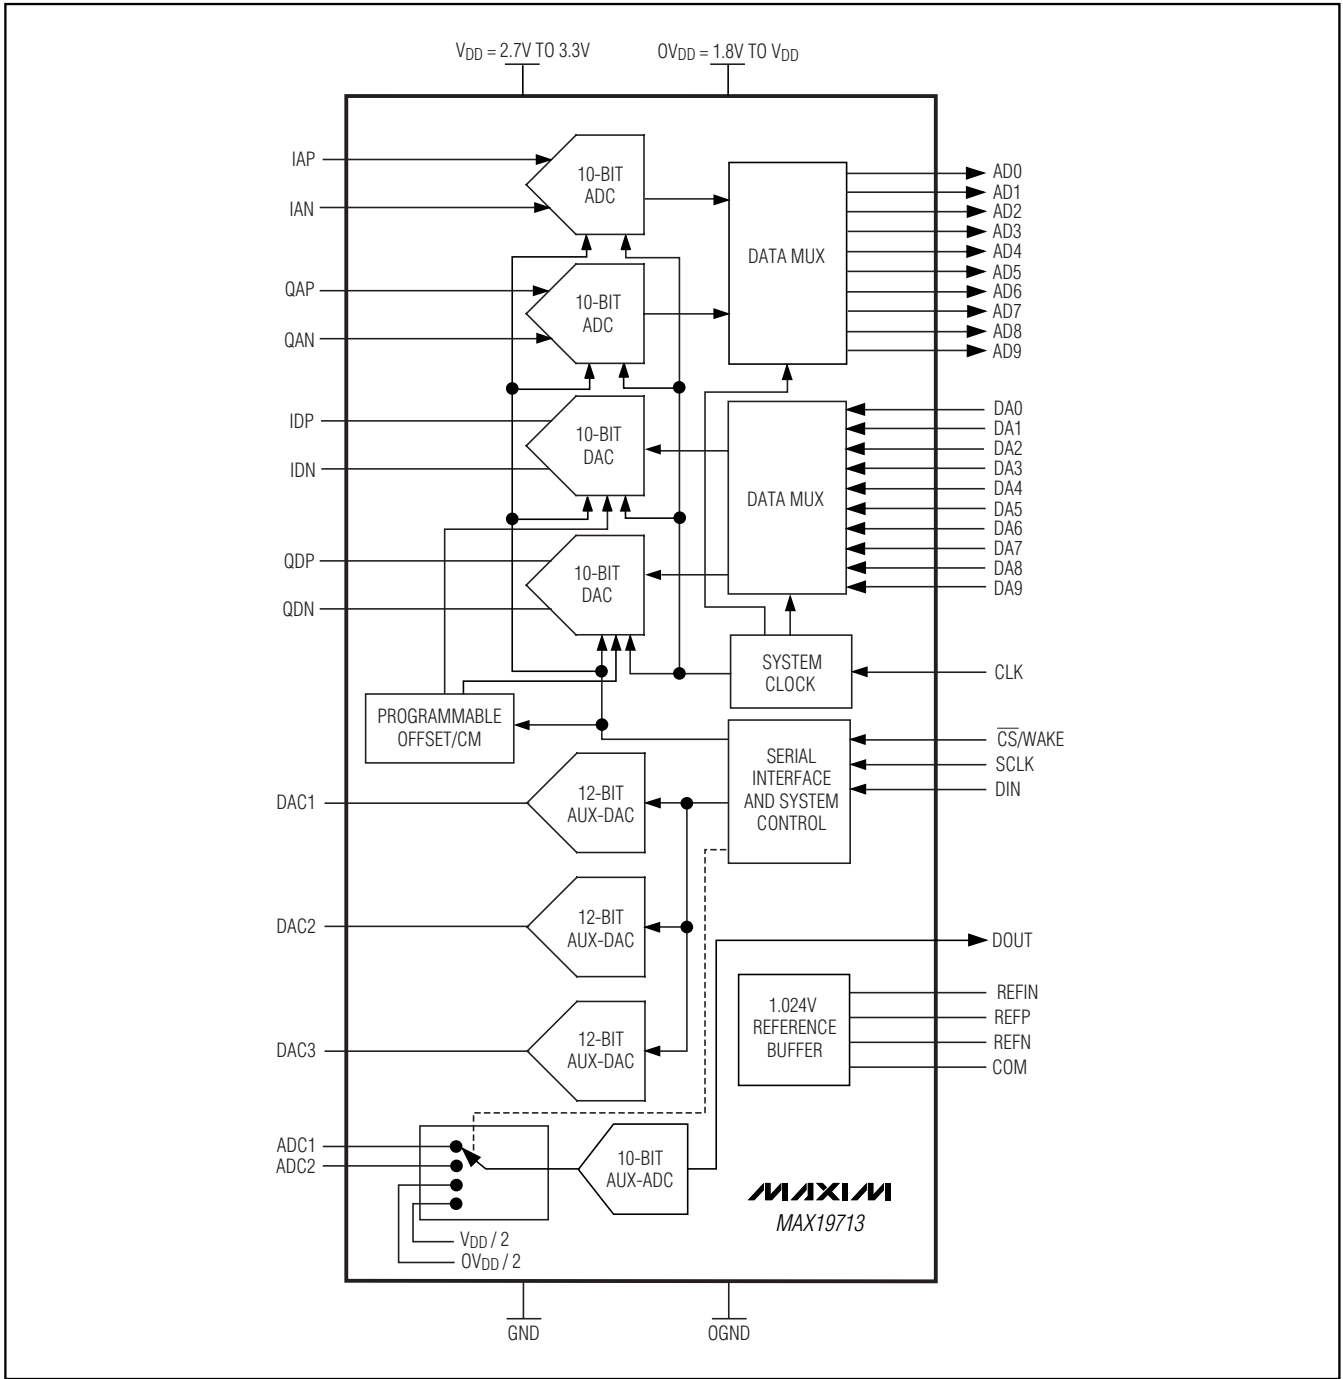 VDD = 2.7V TO 3.3V
OVDD = 1.8V TO VDD
IAP
IAN
10-BIT
ADC
QAP
QAN
10-BIT
ADC
DATA MUX
AD0
AD1
AD2
AD3
AD4
AD5
AD6
AD7
AD8
AD9
IDP
IDN
10-BIT
DAC
QDP
QDN
10-BIT
DAC
DATA MUX
DA0
DA1
DA2
DA3
DA4
DA5
DA6
DA7
DA8
DA9
SYSTEM
CLOCK
CLK
PROGRAMMABLE
OFFSET/CM
SERIAL
INTERFACE
AND SYSTEM
CONTROL
CS/WAKE
SCLK
DIN
DAC1
12-BIT
AUX-DAC
DAC2
12-BIT
AUX-DAC
DOUT
DAC3
12-BIT
AUX-DAC
1.024V
REFERENCE
BUFFER
REFIN
REFP
REFN
COM
ADC1
ADC2
10-BIT
AUX-ADC
VDD / 2
OVDD / 2
MAXIM
MAX19713
GND
OGND